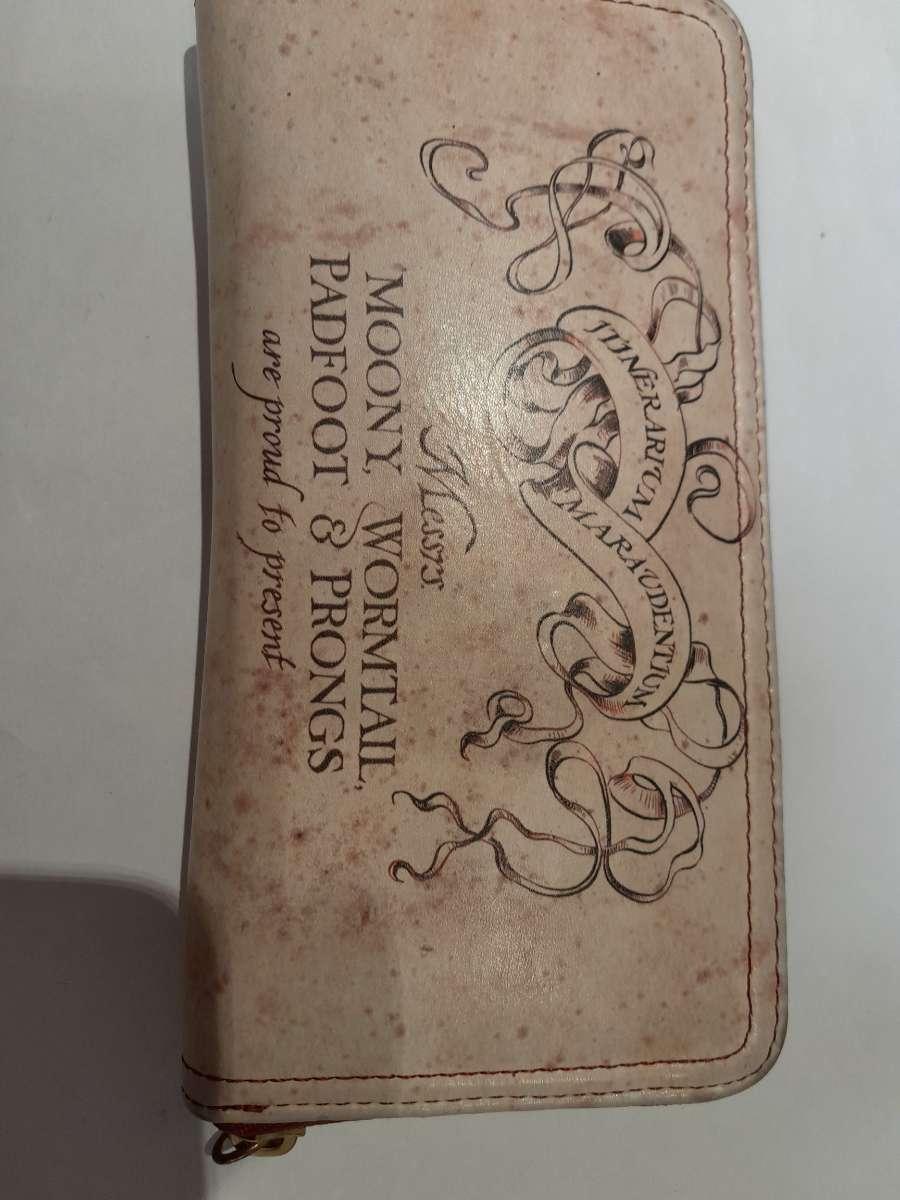 ITINERARIUM
MARAUDENTIUM
Messrs.
MOONY, WORMTAIL,
PADFOOT & PRONGS
are proud to present